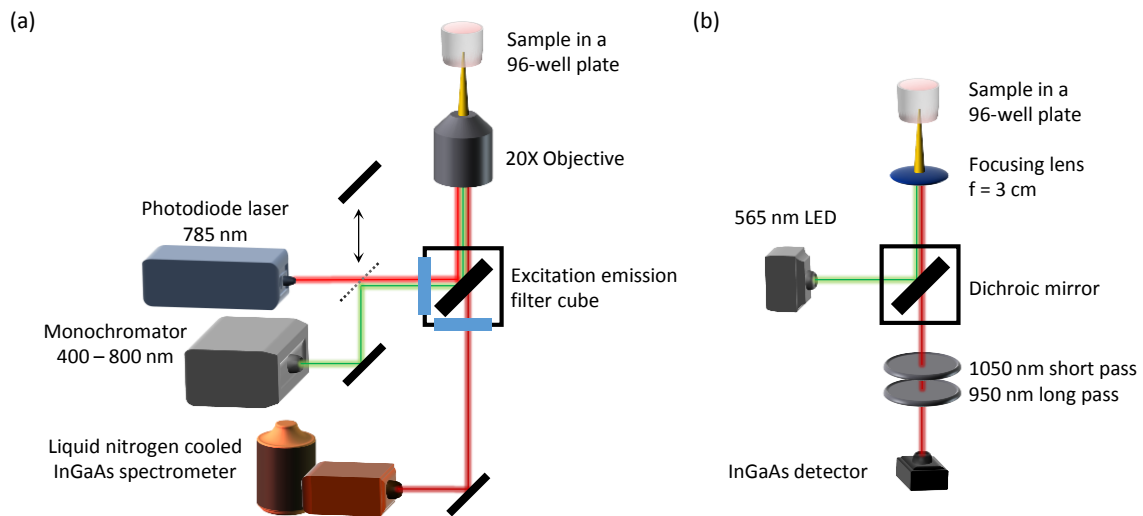 (a)
Sample in a
96-well plate
20X Objective
Photodiode laser
785 nm
Excitation emission
filter cube
Monochromator
400 – 800 nm
Liquid nitrogen cooled
InGaAs spectrometer
(b)
Sample in a
96-well plate
Focusing lens
f = 3 cm
565 nm LED
Dichroic mirror
1050 nm short pass
950 nm long pass
InGaAs detector